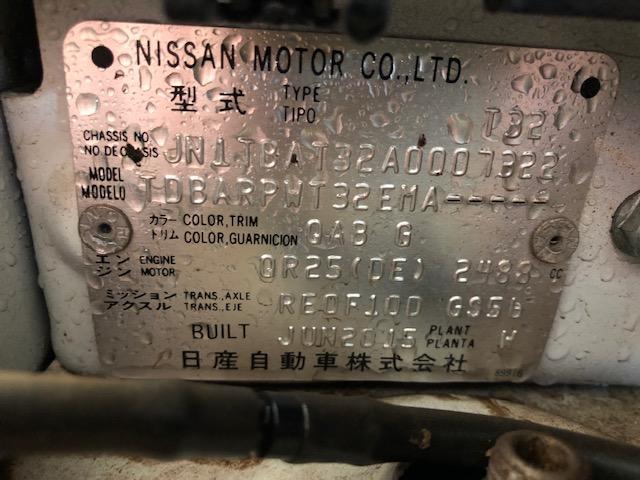 NISSAN MOTOR CO.,LTD.
型式 TYPE TIPO T32
CHASSIS NO. NO DE CHASIS JN1TBAT32A0007322
MODEL MODELO TDBARPWT32EMA-----
カラー トリム COLOR,TRIM COLOR,GUARNICION QAB G
エンジン ENGINE MOTOR QR25(DE) 2488 CC
ミッション アクスル TRANS.,AXLE TRANS.,EJE RE0F10D GS56
BUILT JUN2015 PLANT PLANTA W
日産自動車株式会社